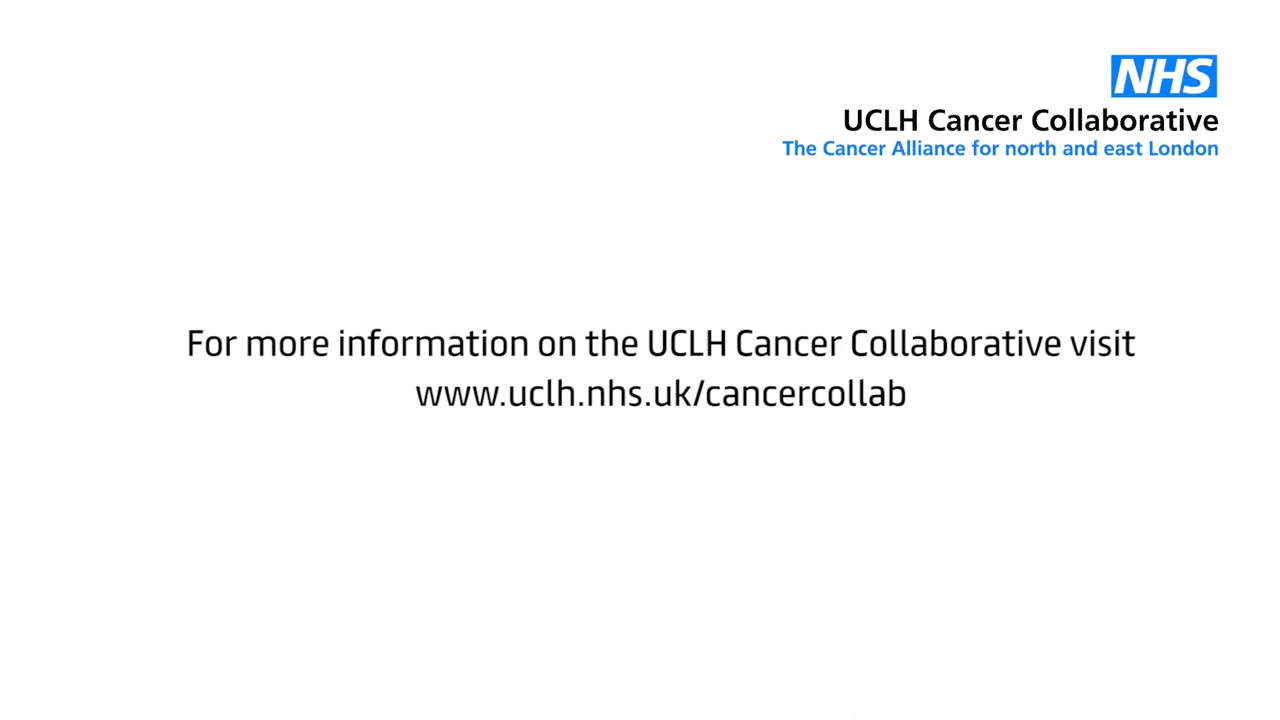 NHS
UCLH Cancer Collaborative
The Cancer Alliance for north and east London
For more information on the UCLH Cancer Collaborative visit
www.uclh.nhs.uk/cancercollab